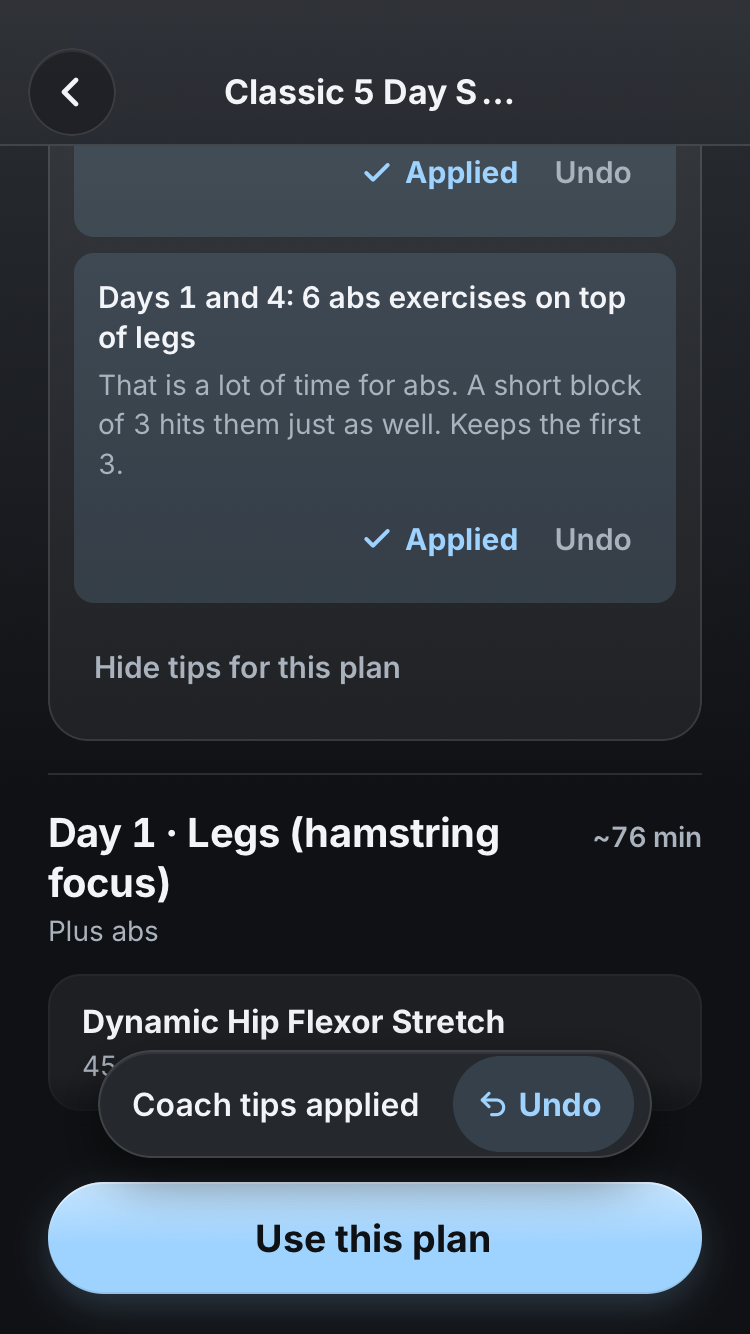 Classic 5 Day S...
Applied Undo
Days 1 and 4: 6 abs exercises on top
of legs
That is a lot of time for abs. A short block
of 3 hits them just as well. Keeps the first
3.
Applied Undo
Hide tips for this plan
Day 1 · Legs (hamstring
focus)
~76 min
Plus abs
Dynamic Hip Flexor Stretch
45
Coach tips applied Undo
Use this plan